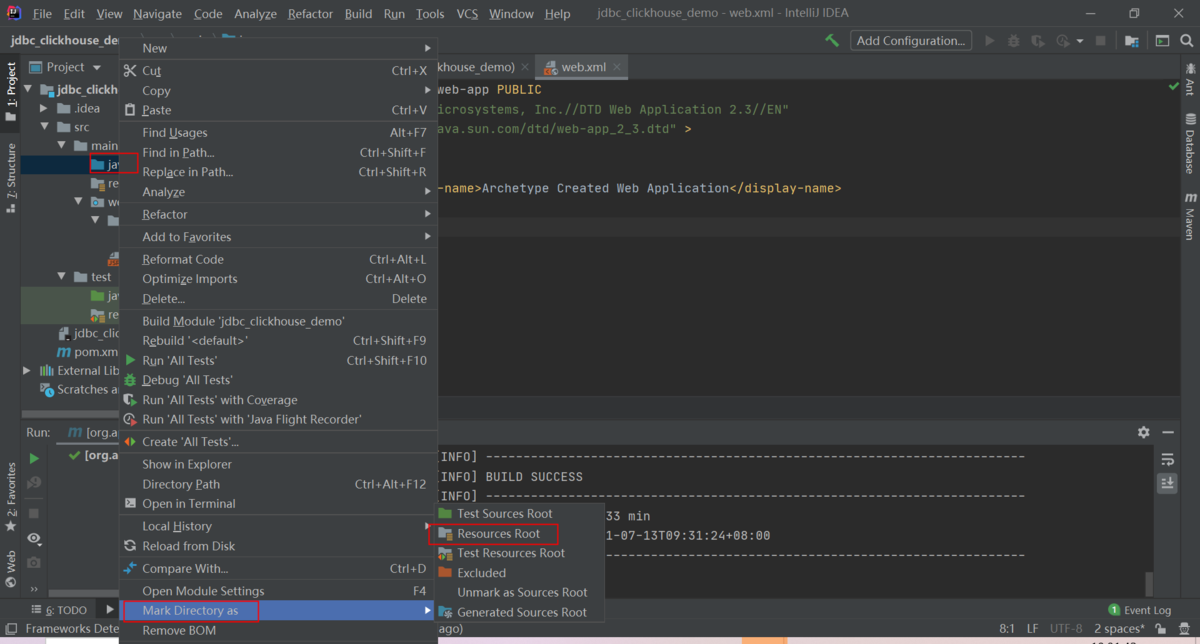 File Edit View Navigate Code Analyze Refactor Build Run Tools VCS Window Help jdbc_clickhouse_demo - web.xml - IntelliJ IDEA
jdbc_clickhouse_de
Add Configuration...
1: Project
7: Structure
2: Favorites
Web
Project
jdbc_clickh
.idea
src
main
ja
re
we
test
ja
re
jdbc_clic
pom.xm
External Lib
Scratches a
New
Cut Ctrl+X
Copy
Paste Ctrl+V
Find Usages Alt+F7
Find in Path... Ctrl+Shift+F
Replace in Path... Ctrl+Shift+R
Analyze
Refactor
Add to Favorites
Reformat Code Ctrl+Alt+L
Optimize Imports Ctrl+Alt+O
Delete... Delete
Build Module 'jdbc_clickhouse_demo'
Rebuild '<default>' Ctrl+Shift+F9
Run 'All Tests' Ctrl+Shift+F10
Debug 'All Tests'
Run 'All Tests' with Coverage
Run 'All Tests' with 'Java Flight Recorder'
Create 'All Tests'...
Show in Explorer
Directory Path Ctrl+Alt+F12
Open in Terminal
Local History
Reload from Disk
Compare With... Ctrl+D
Open Module Settings F4
Mark Directory as
Remove BOM
Test Sources Root
Resources Root
Test Resources Root
Excluded
Unmark as Sources Root
Generated Sources Root
khouse_demo) web.xml
web-app PUBLIC
icrosystems, Inc.//DTD Web Application 2.3//EN"
ava.sun.com/dtd/web-app_2_3.dtd" >
-name>Archetype Created Web Application</display-name>
Ant
Database
Maven
Run: [org.a
[org.a
[INFO] ------------------------------------------------------------------------
[INFO] BUILD SUCCESS
[INFO] ------------------------------------------------------------------------
33 min
1-07-13T09:31:24+08:00
------------------------------------------------------------------------
6: TODO
1 Event Log
Frameworks Dete
ago)
8:1 LF UTF-8 2 spaces*